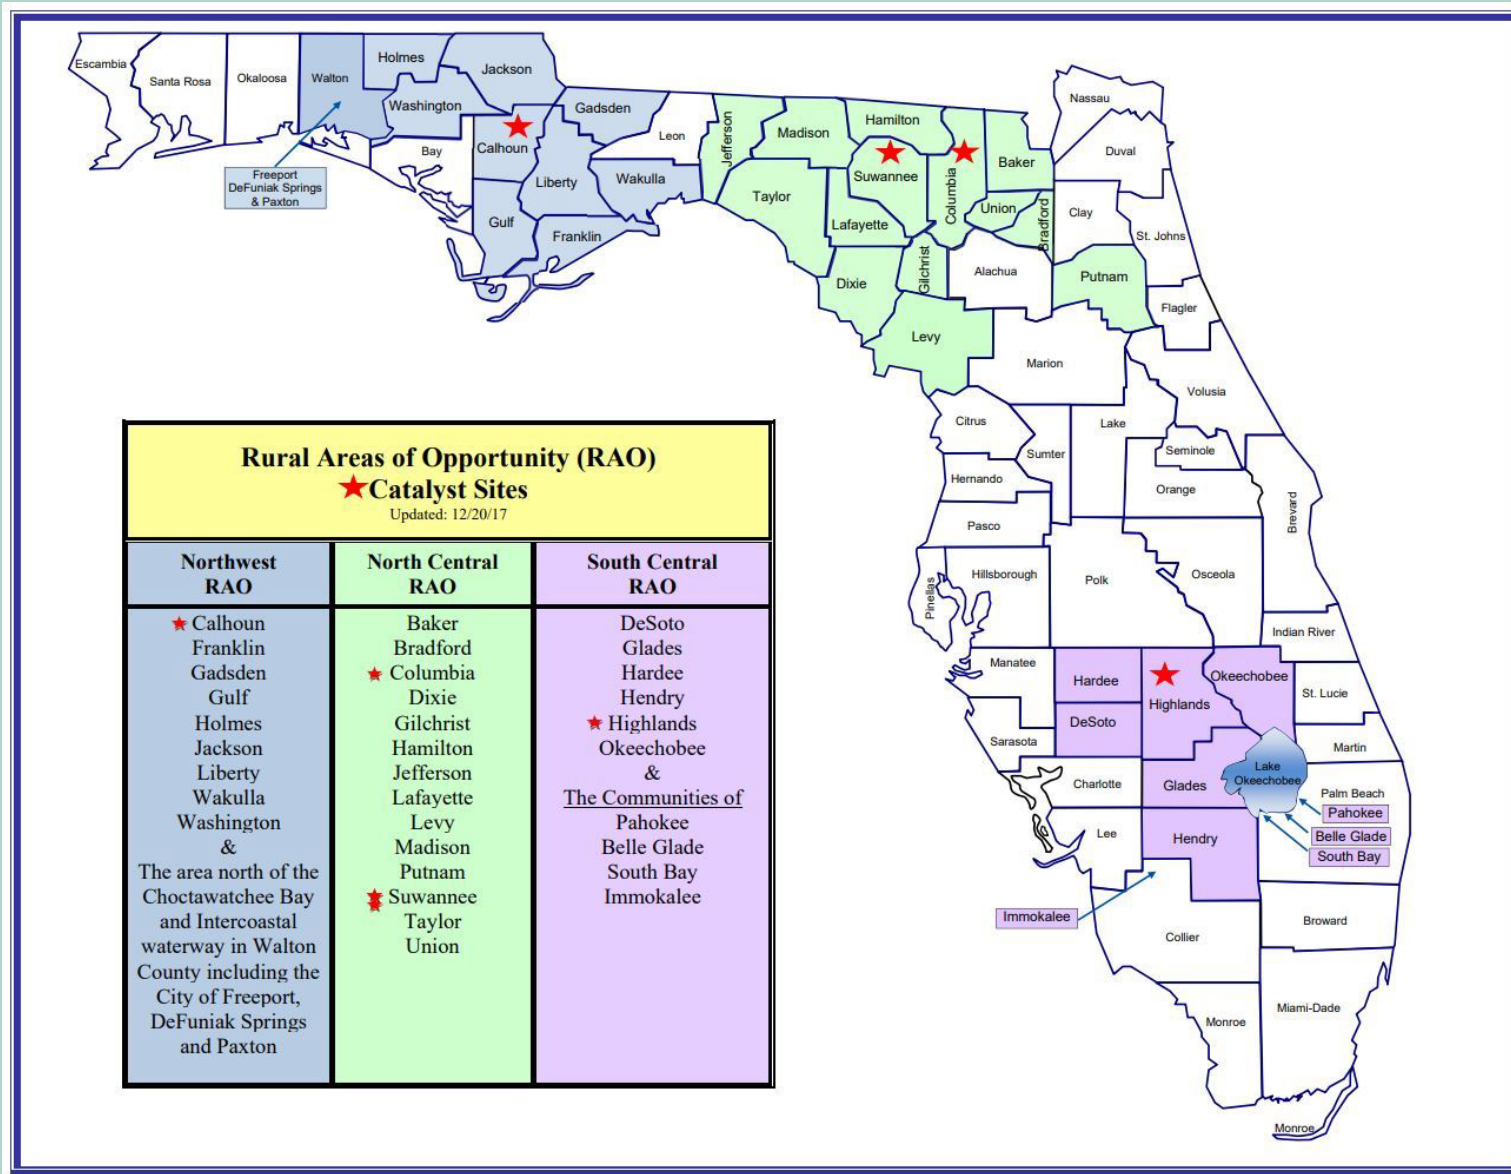 Escambia
Santa Rosa
Okaloosa
Walton
Holmes
Jackson
Washington
Bay
Calhoun
Gadsden
Liberty
Gulf
Franklin
Wakulla
Leon
Freeport
DeFuniak Springs
& Paxton
Jefferson
Madison
Hamilton
Taylor
Suwannee
Lafayette
Columbia
Baker
Union
Bradford
Dixie
Gilchrist
Levy
Alachua
Putnam
Nassau
Duval
Clay
St. Johns
Flagler
Marion
Volusia
Citrus
Sumter
Lake
Seminole
Orange
Hernando
Pasco
Brevard
Pinellas
Hillsborough
Polk
Osceola
Indian River
Manatee
Hardee
Highlands
Okeechobee
St. Lucie
DeSoto
Sarasota
Martin
Charlotte
Glades
Lake
Okeechobee
Palm Beach
Pahokee
Belle Glade
South Bay
Lee
Hendry
Immokalee
Collier
Broward
Monroe
Miami-Dade
Monroe
Rural Areas of Opportunity (RAO)
Catalyst Sites
Updated: 12/20/17
Northwest
RAO
Calhoun
Franklin
Gadsden
Gulf
Holmes
Jackson
Liberty
Wakulla
Washington
&
The area north of the
Choctawatchee Bay
and Intercoastal
waterway in Walton
County including the
City of Freeport,
DeFuniak Springs
and Paxton
North Central
RAO
Baker
Bradford
Columbia
Dixie
Gilchrist
Hamilton
Jefferson
Lafayette
Levy
Madison
Putnam
Suwannee
Taylor
Union
South Central
RAO
DeSoto
Glades
Hardee
Hendry
Highlands
Okeechobee
&
The Communities of
Pahokee
Belle Glade
South Bay
Immokalee